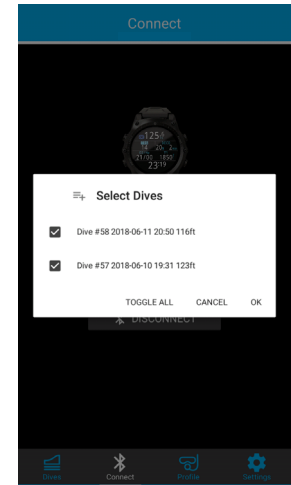 Connect
125
Select Dives
Dive #58 2018-06-11 20:50 116ft
Dive #57 2018-06-10 19:31 123ft
TOGGLE ALL CANCEL OK
DISCONNECT
Dives Connect Profile Settings